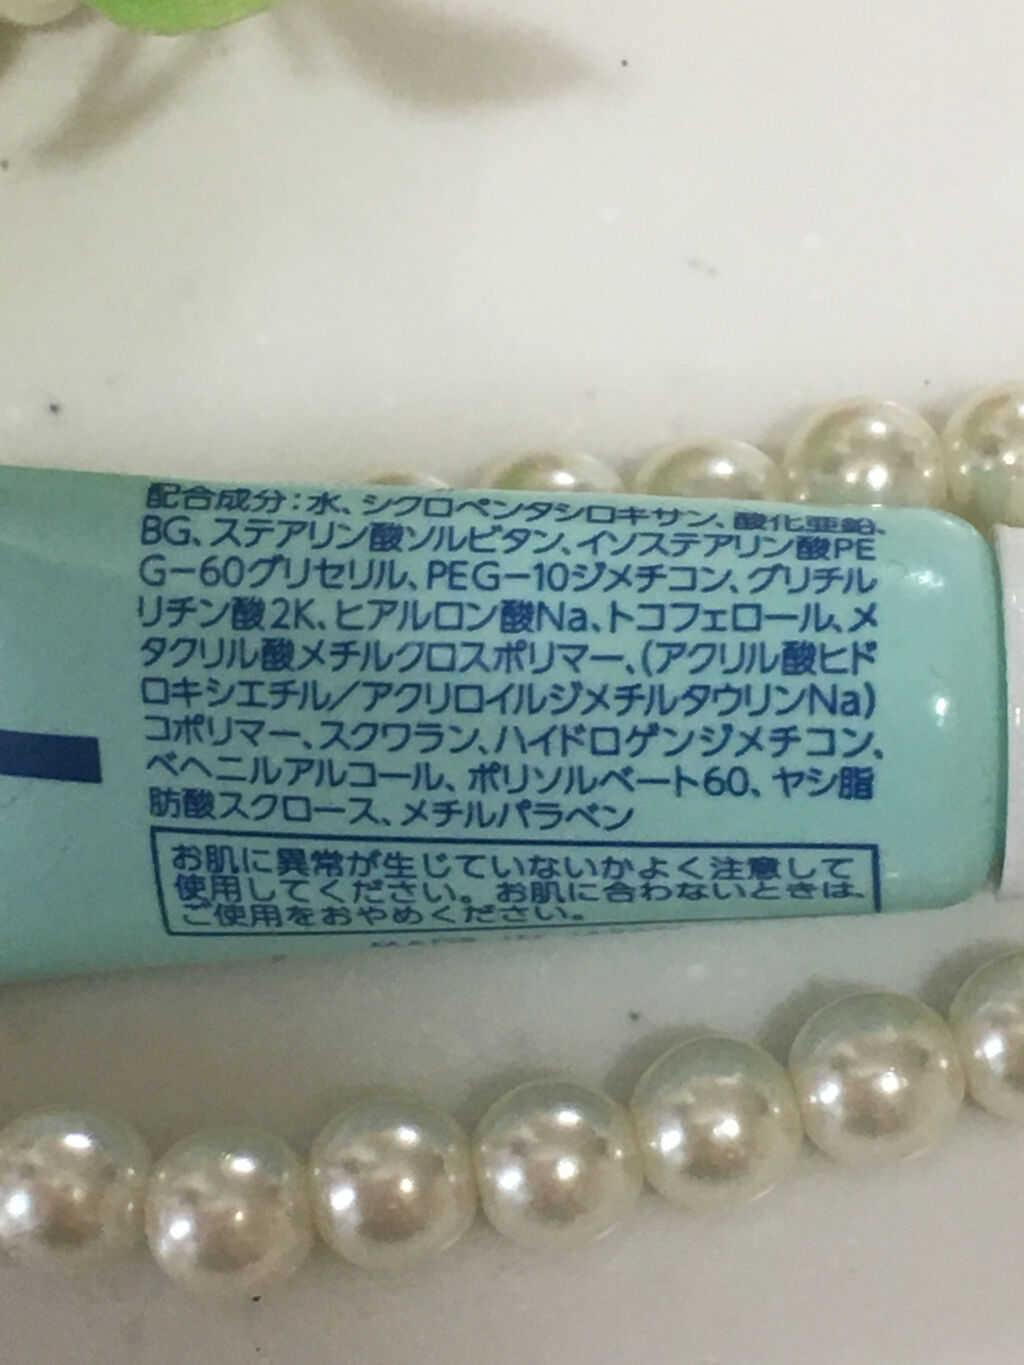 配合成分：水、シクロペンタシロキサン、酸化亜鉛、
BG、ステアリン酸ソルビタン、イソステアリン酸PE
G−60グリセリル、PEG−10ジメチコン、グリチル
リチン酸2K、ヒアルロン酸Na、トコフェロール、メ
タクリル酸メチルクロスポリマー、(アクリル酸ヒド
ロキシエチル/アクリロイルジメチルタウリンNa)
コポリマー、スクワラン、ハイドロゲンジメチコン、
ベヘニルアルコール、ポリソルベート60、ヤシ脂
肪酸スクロース、メチルパラベン
お肌に異常が生じていないかよく注意して
使用してください。お肌に合わないときは、
ご使用をおやめください。